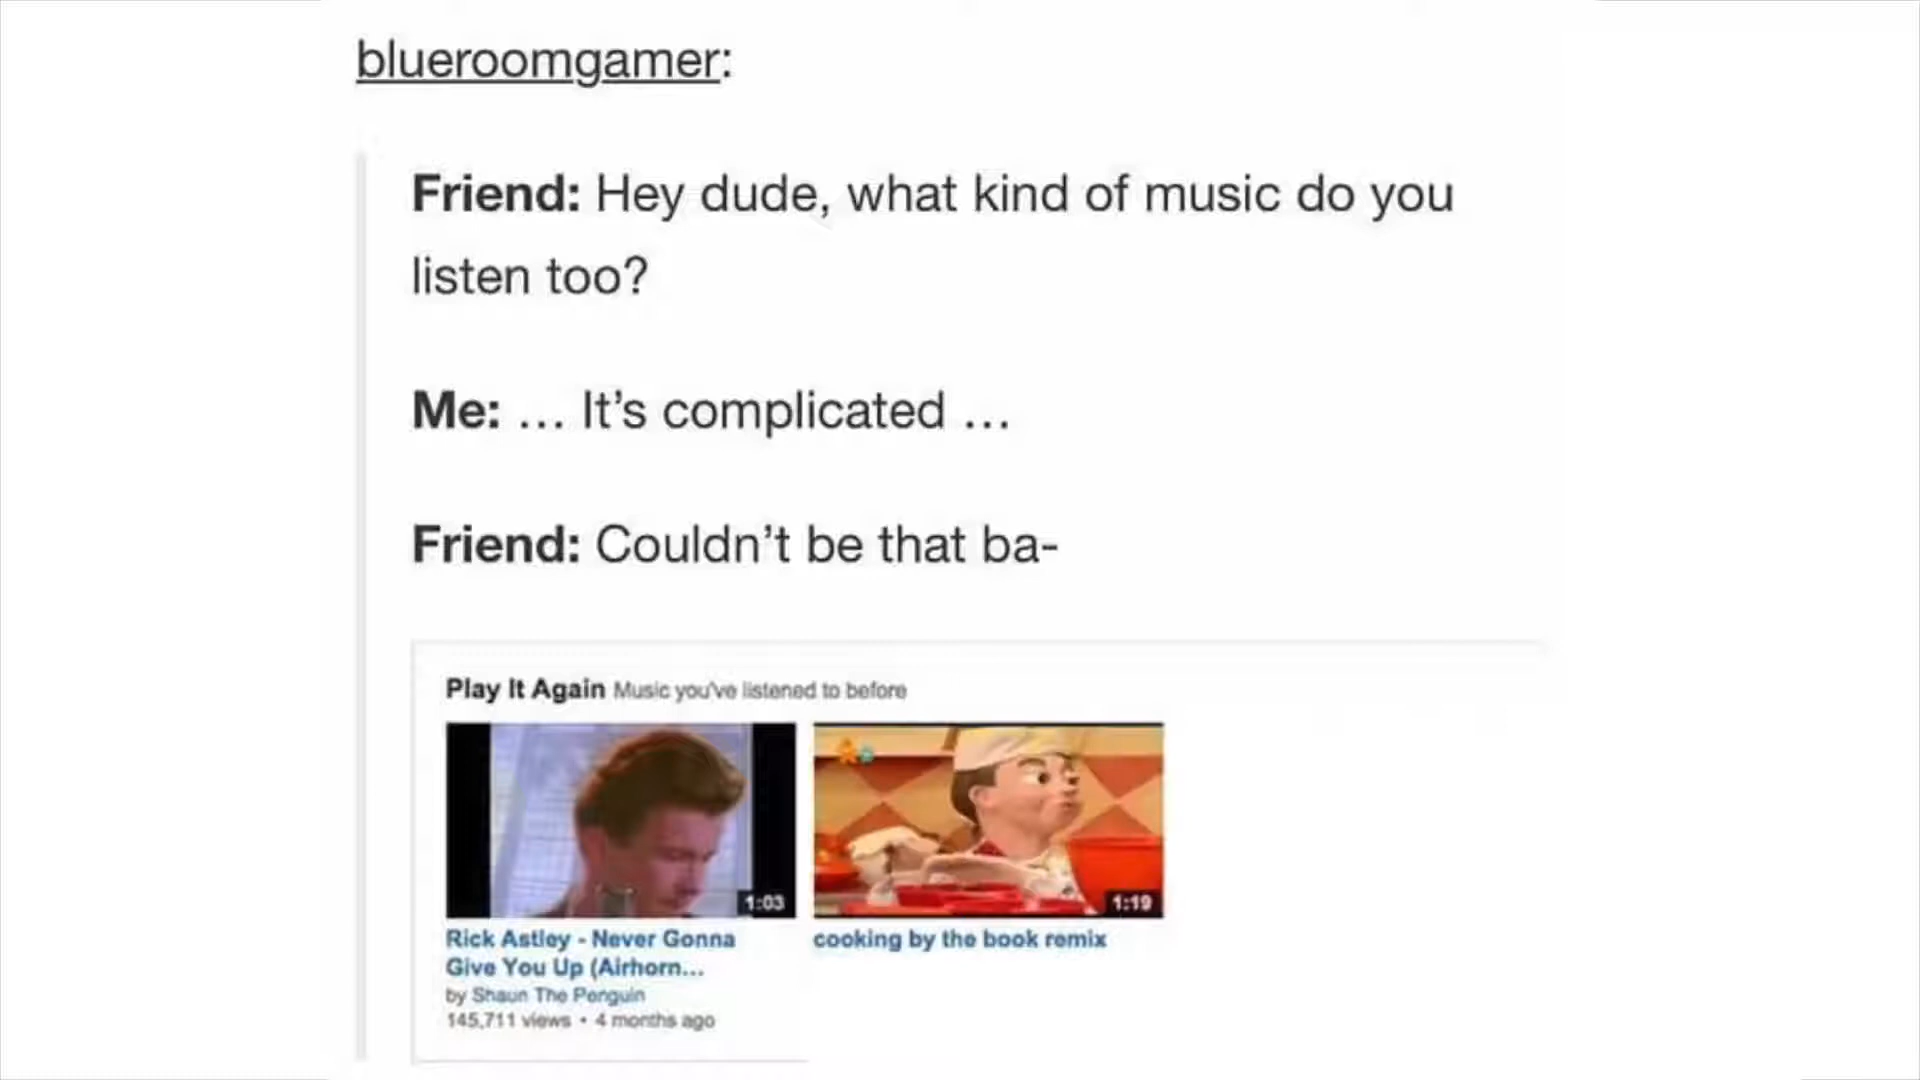 blueroomgamer:
Friend: Hey dude, what kind of music do you
listen too?
Me: … It’s complicated …
Friend: Couldn’t be that ba-
Play It Again Music you've listened to before
1:03
1:19
Rick Astley - Never Gonna
Give You Up (Airhorn...
by Shaun The Penguin
145,711 views • 4 months ago
cooking by the book remix